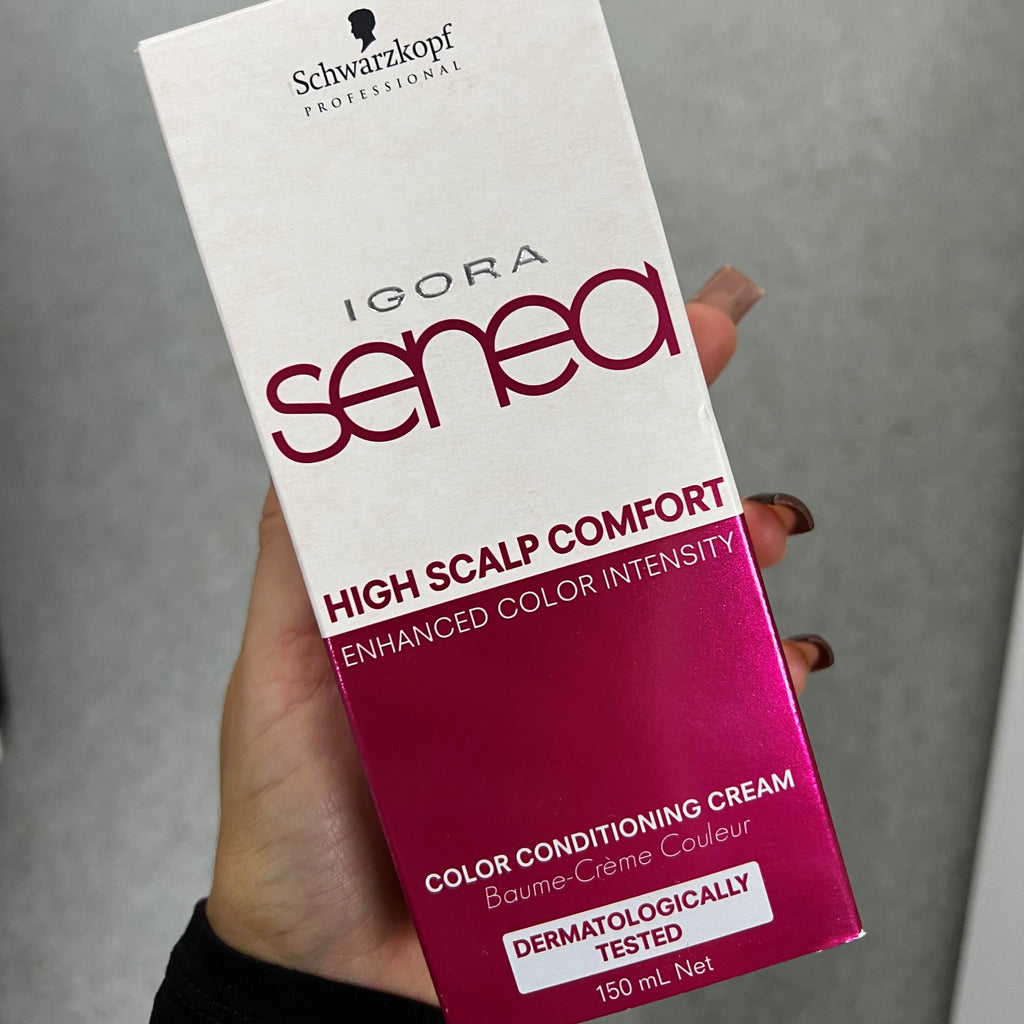 Schwarzkopf
PROFESSIONAL
IGORA
senea
HIGH SCALP COMFORT
ENHANCED COLOR INTENSITY
COLOR CONDITIONING CREAM
Baume-Crème Couleur
DERMATOLOGICALLY
TESTED
150 mL Net